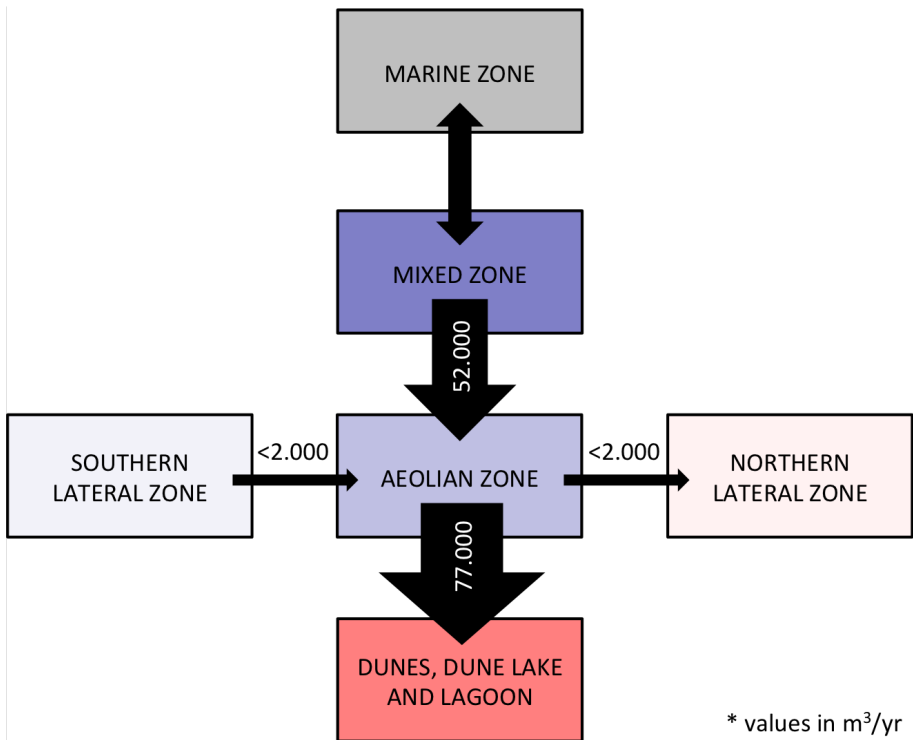 MARINE ZONE
MIXED ZONE
52.000
SOUTHERN
LATERAL ZONE
<2.000
AEOLIAN ZONE
<2.000
NORTHERN
LATERAL ZONE
77.000
DUNES, DUNE LAKE
AND LAGOON
* values in m³/yr